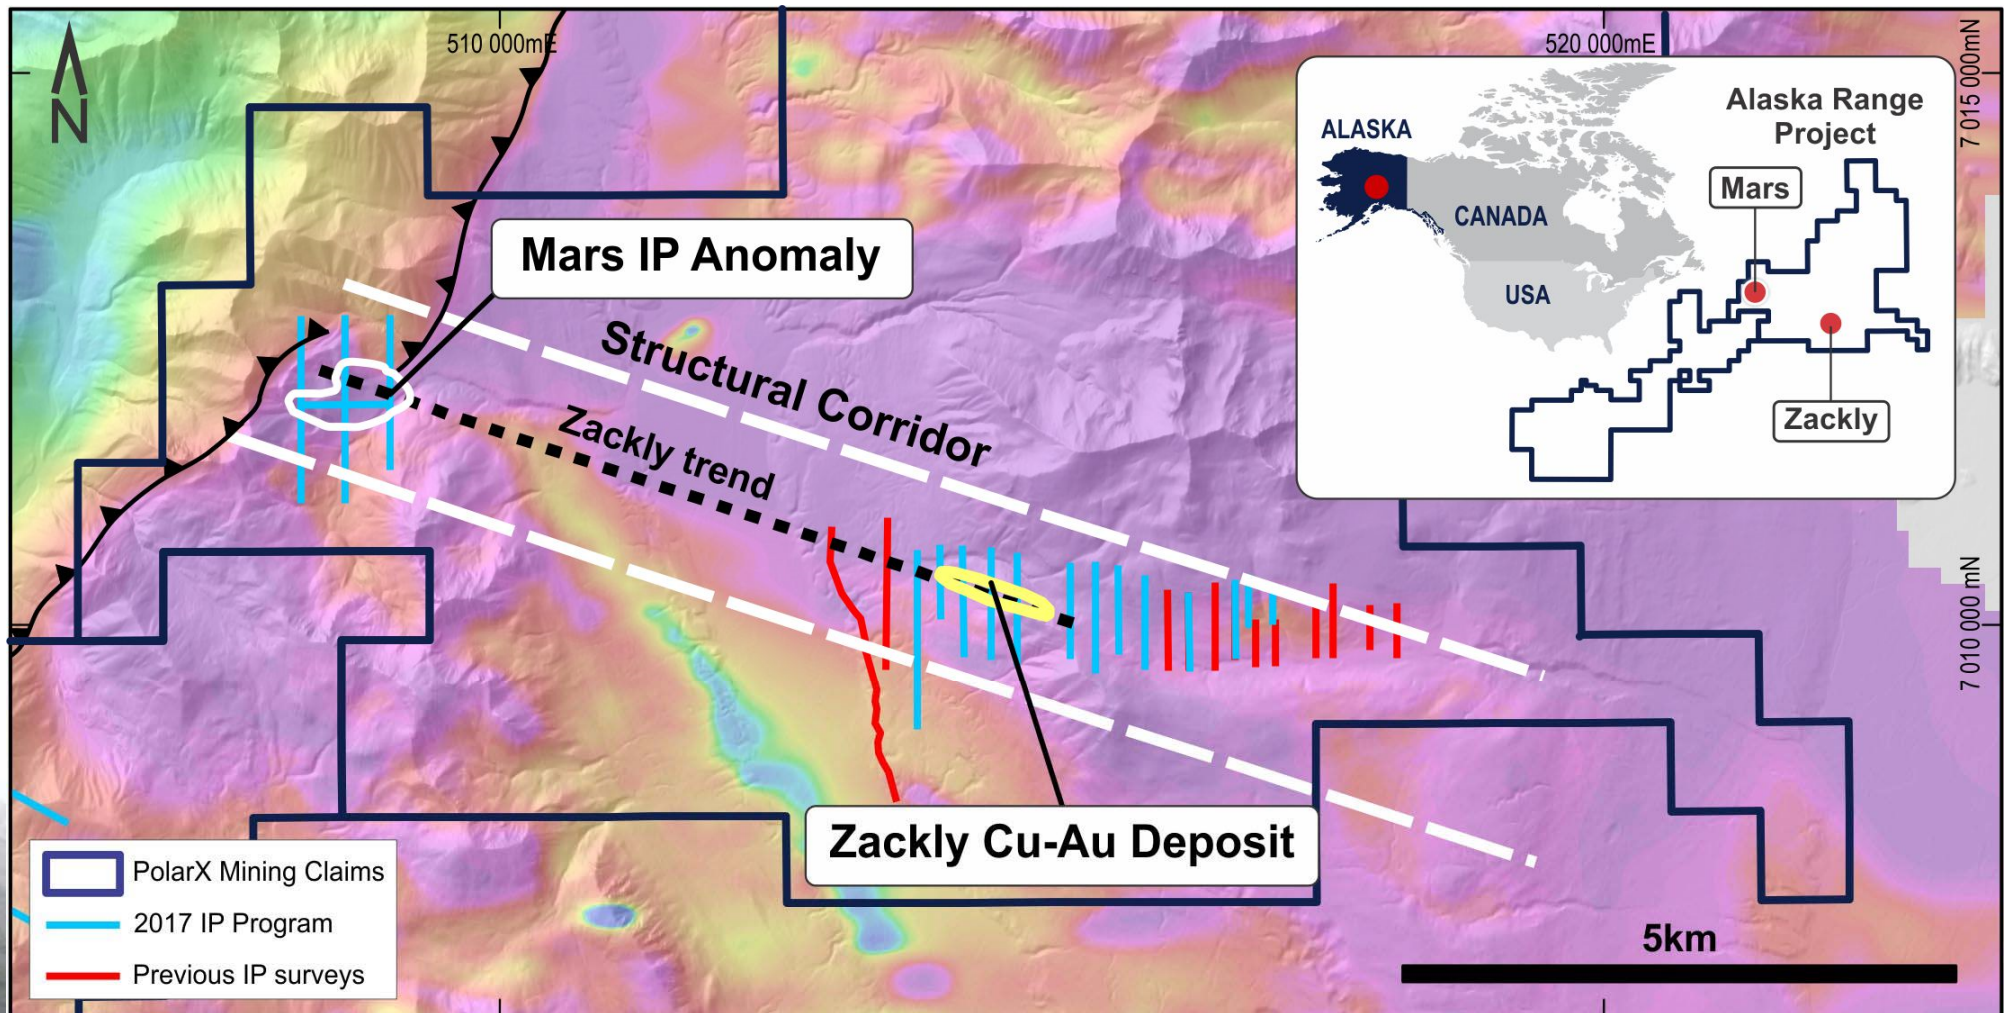 510 000mE
520 000mE
7 015 000mN
N
Mars IP Anomaly
Structural Corridor
Zackly trend
Alaska Range
Project
ALASKA
Mars
CANADA
USA
Zackly
7 010 000 mN
Zackly Cu-Au Deposit
PolarX Mining Claims
2017 IP Program
Previous IP surveys
5km